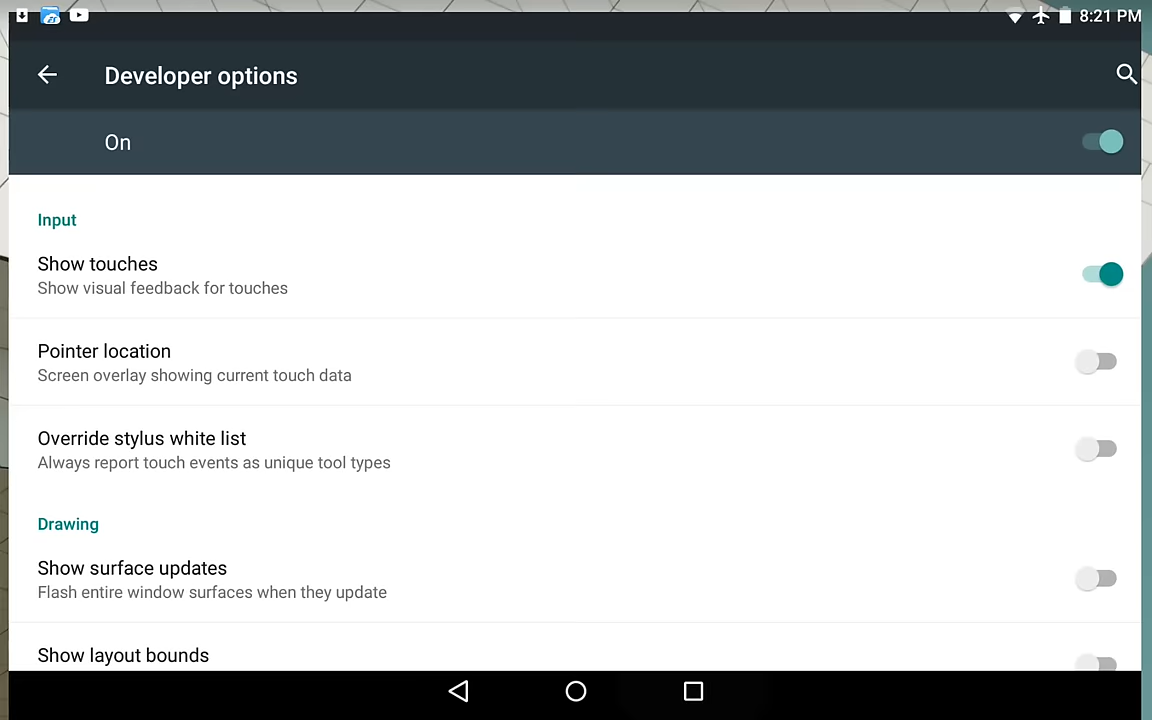 8:21 PM
Developer options
On
Input
Show touches
Show visual feedback for touches
Pointer location
Screen overlay showing current touch data
Override stylus white list
Always report touch events as unique tool types
Drawing
Show surface updates
Flash entire window surfaces when they update
Show layout bounds